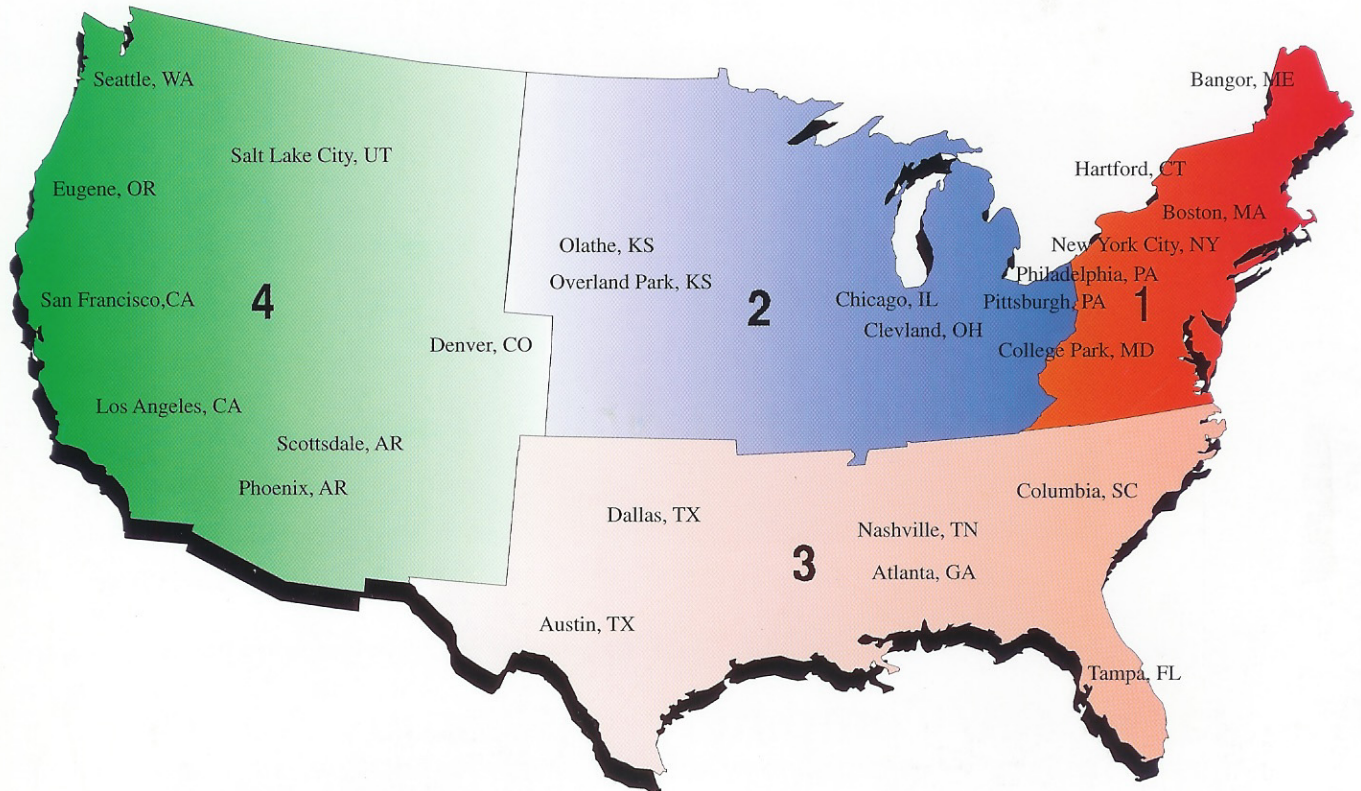 Seattle, WA
Bangor, ME
Salt Lake City, UT
Hartford, CT
Eugene, OR
Boston, MA
Olathe, KS
New York City, NY
Overland Park, KS
Philadelphia, PA
San Francisco,CA
4
2
Chicago, IL
Pittsburgh, PA
1
Clevland, OH
Denver, CO
College Park, MD
Los Angeles, CA
Scottsdale, AR
Phoenix, AR
Columbia, SC
Dallas, TX
Nashville, TN
3
Atlanta, GA
Austin, TX
Tampa, FL